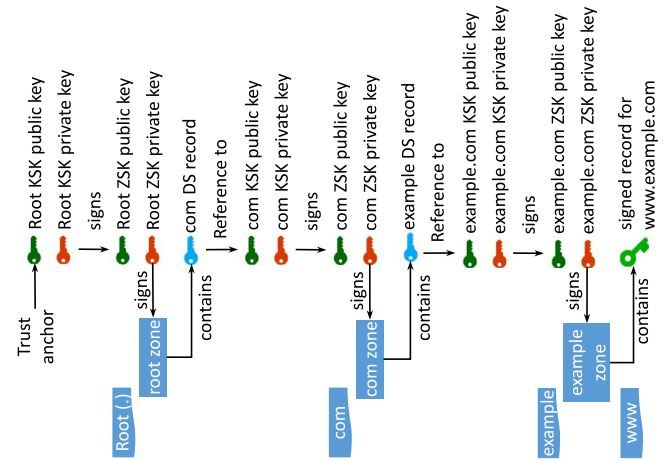 Trust
anchor
Root KSK public key
Root KSK private key
signs
Root ZSK public key
Root ZSK private key
signs
Root (.)
root zone
contains
com DS record
Reference to
com KSK public key
com KSK private key
signs
com ZSK public key
com ZSK private key
signs
com
com zone
contains
example DS record
Reference to
example.com KSK public key
example.com KSK private key
signs
example.com ZSK public key
example.com ZSK private key
signs
example
example
zone
contains
www
signed record for
www.example.com